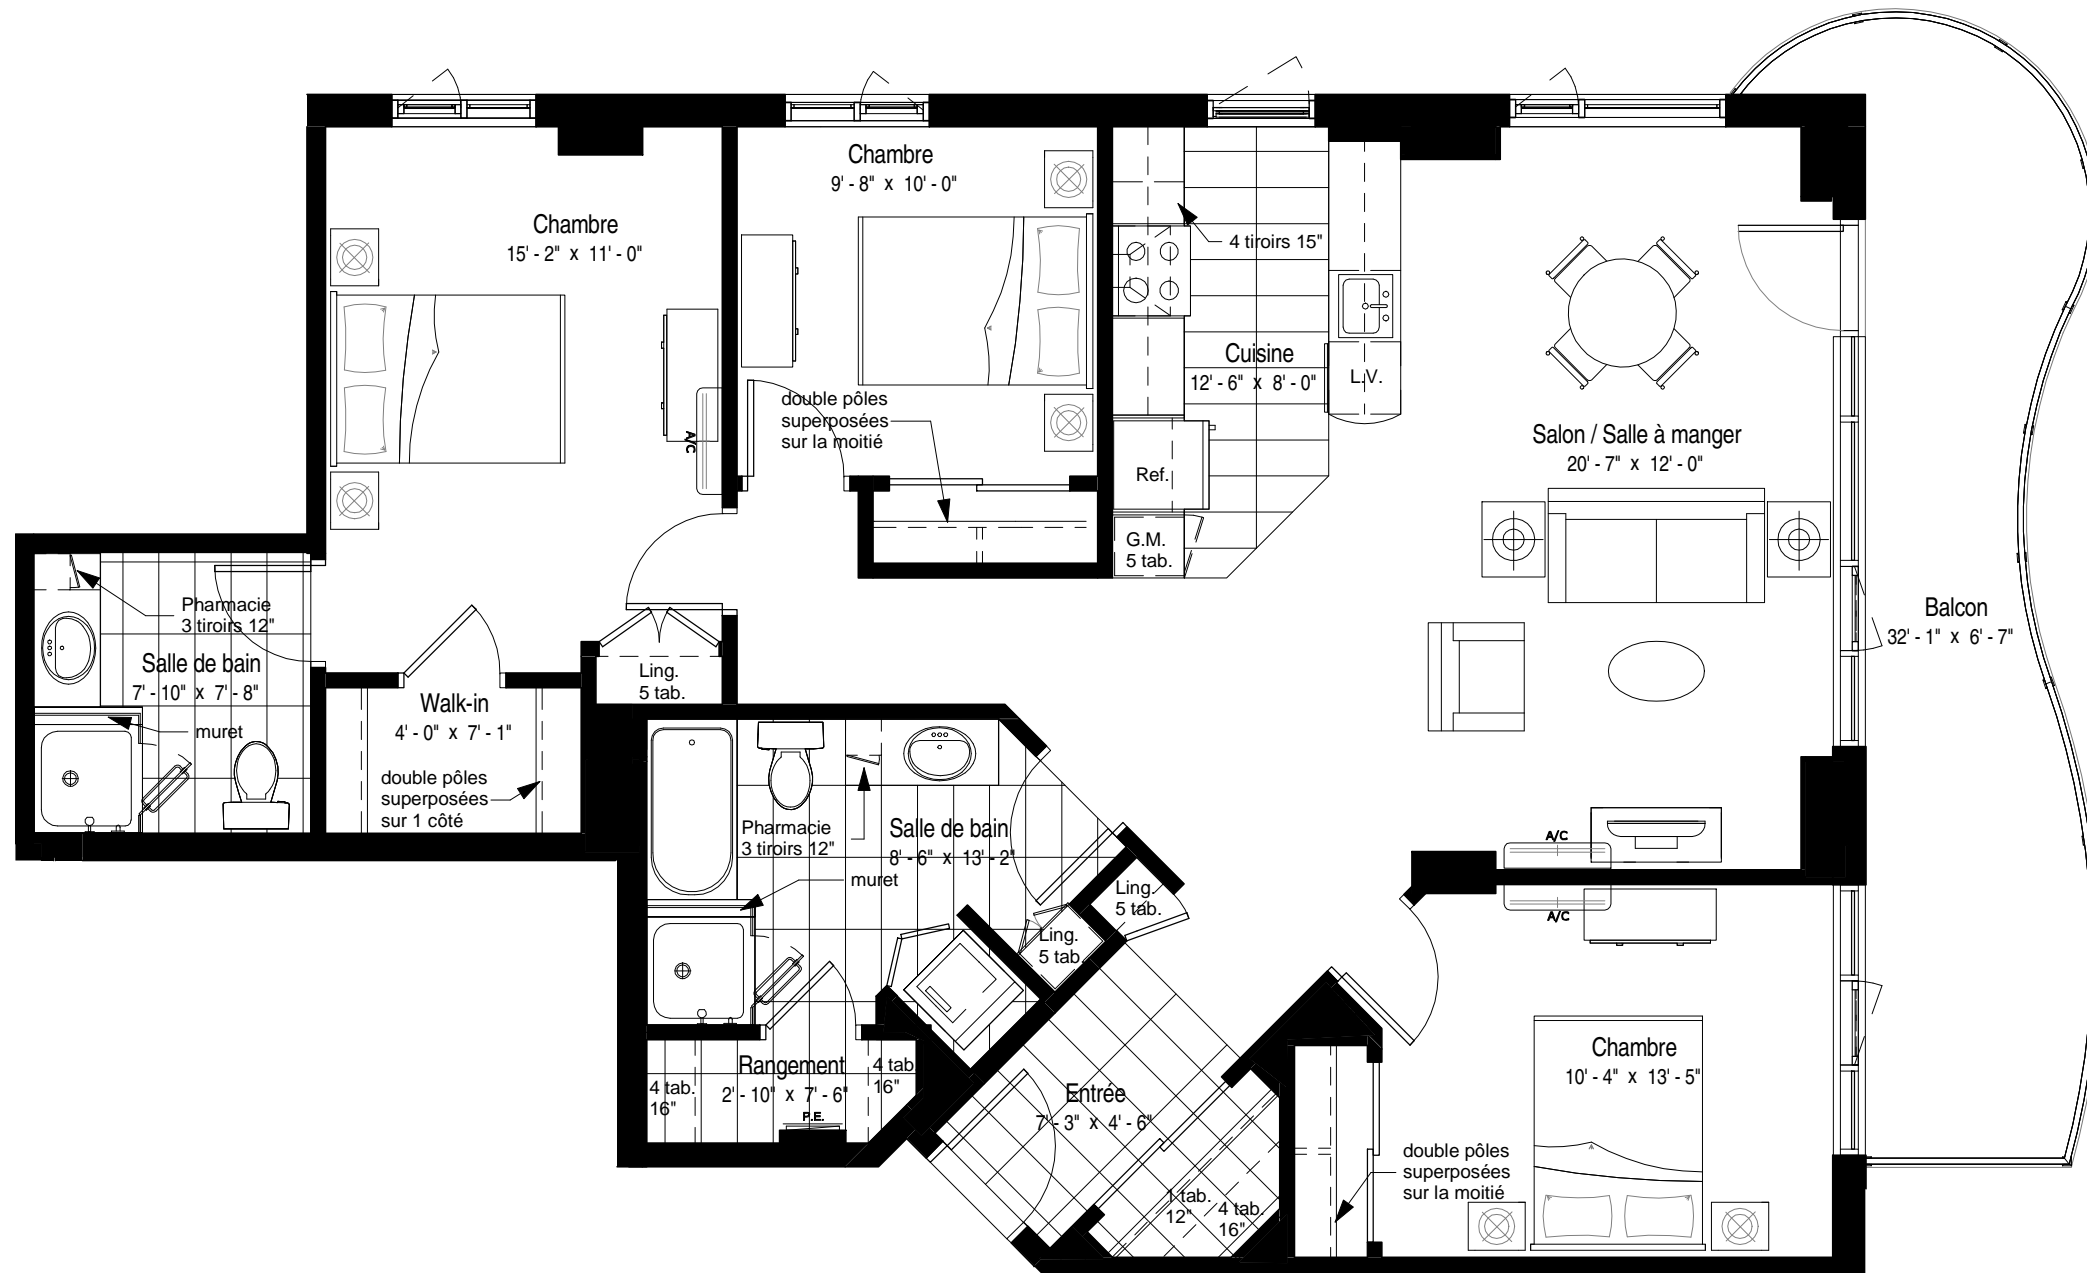 Chambre
15' - 2" x 11' - 0"
A/C
Chambre
9' - 8" x 10' - 0"
double pôles
superposées
sur la moitié
4 tiroirs 15"
Cuisine
12' - 6" x 8' - 0"
L.V.
Ref.
G.M.
5 tab.
Salon / Salle à manger
20' - 7" x 12' - 0"
Balcon
32' - 1" x 6' - 7"
Pharmacie
3 tiroirs 12"
Salle de bain
7' - 10" x 7' - 8"
muret
Walk-in
4' - 0" x 7' - 1"
double pôles
superposées
sur 1 côté
Ling.
5 tab.
Pharmacie
3 tiroirs 12"
Salle de bain
8' - 6" x 13' - 2"
muret
Ling.
5 tab.
Ling.
5 tab.
A/C
A/C
Rangement
2' - 10" x 7' - 6"
4 tab.
16"
4 tab
16"
P.E.
Entrée
7' - 3" x 4' - 6"
1 tab.
12"
4 tab.
16"
Chambre
10' - 4" x 13' - 5"
double pôles
superposées
sur la moitié